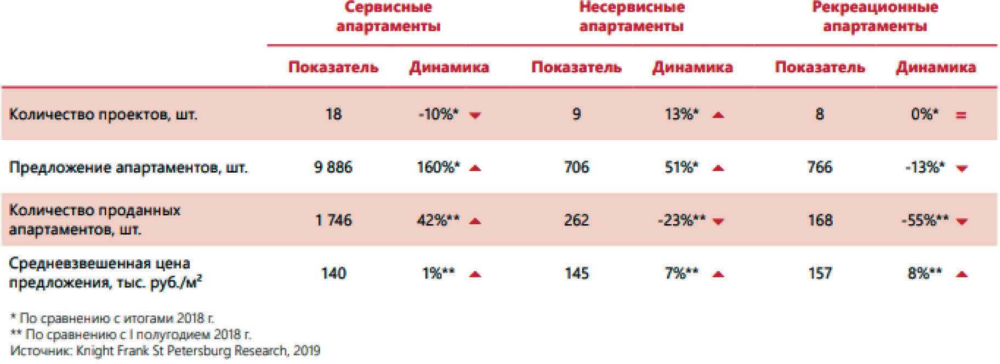 Сервисные апартаменты
Несервисные апартаменты
Рекреационные апартаменты
Показатель Динамика Показатель Динамика Показатель Динамика
Количество проектов, шт. 18 -10%* 9 13%* 8 0%* =
Предложение апартаментов, шт. 9 886 160%* 706 51%* 766 -13%*
Количество проданных
апартаментов, шт. 1 746 42%** 262 -23%** 168 -55%**
Средневзвешенная цена
предложения, тыс. руб./м² 140 1%** 145 7%** 157 8%**
* По сравнению с итогами 2018 г.
** По сравнению с I полугодием 2018 г.
Источник: Knight Frank St Petersburg Research, 2019